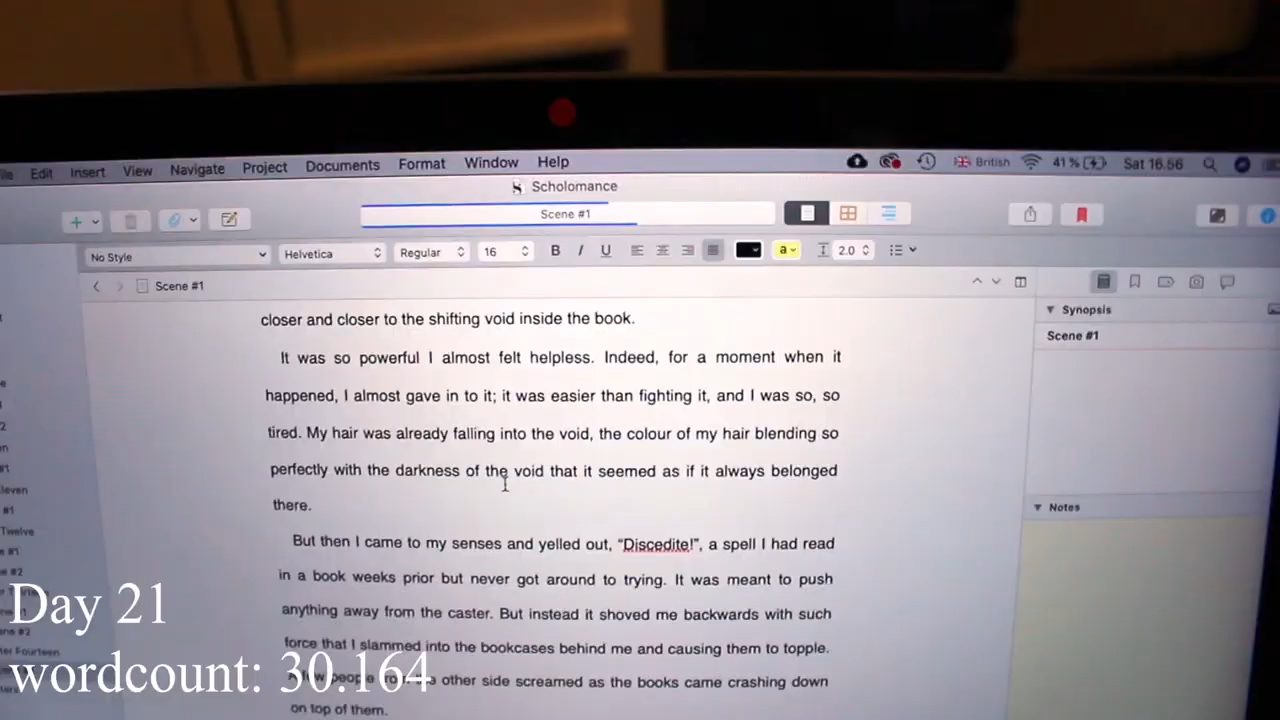 Edit Insert View Navigate Project Documents Format Window Help British 41% Sat 16.56
Scholomance
Scene #1
No Style Helvetica Regular 16 B I U a 2.0
Scene #1
Synopsis
Scene #1
Notes
closer and closer to the shifting void inside the book.
It was so powerful I almost felt helpless. Indeed, for a moment when it
happened, I almost gave in to it; it was easier than fighting it, and I was so, so
tired. My hair was already falling into the void, the colour of my hair blending so
perfectly with the darkness of the void that it seemed as if it always belonged
there.
But then I came to my senses and yelled out, “Discedite!”, a spell I had read
in a book weeks prior but never got around to trying. It was meant to push
anything away from the caster. But instead it shoved me backwards with such
force that I slammed into the bookcases behind me and causing them to topple.
few people other side screamed as the books came crashing down
on top of them.
Day 21
wordcount: 30.164